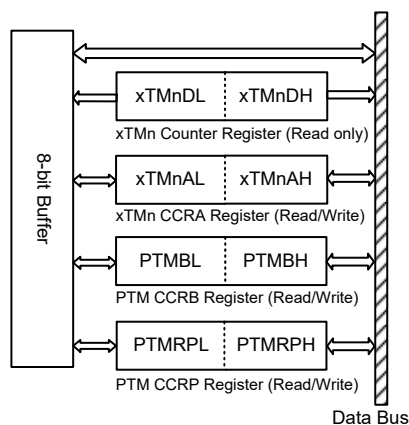 8-bit Buffer
xTMnDL xTMnDH
xTMn Counter Register (Read only)
xTMnAL xTMnAH
xTMn CCRA Register (Read/Write)
PTMBL PTMBH
PTM CCRB Register (Read/Write)
PTMRPL PTMRPH
PTM CCRP Register (Read/Write)
Data Bus